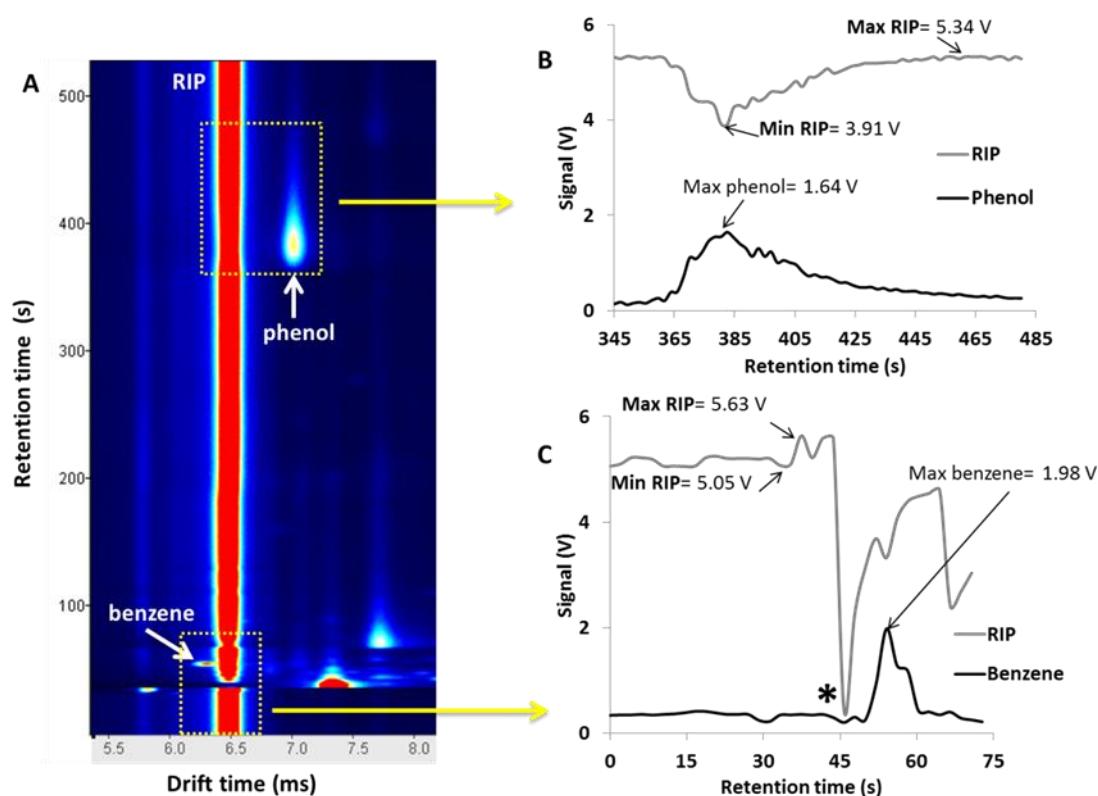 A
RIP
500
400
300
200
100
phenol
benzene
Retention time (s)
5.5 6.0 6.5 7.0 7.5 8.0
Drift time (ms)
B
Max RIP= 5.34 V
Min RIP= 3.91 V
Max phenol= 1.64 V
RIP
Phenol
Signal (V)
6
4
2
0
345 365 385 405 425 445 465 485
Retention time (s)
C
Max RIP= 5.63 V
Min RIP= 5.05 V
Max benzene= 1.98 V
*
RIP
Benzene
Signal (V)
6
4
2
0
0 15 30 45 60 75
Retention time (s)